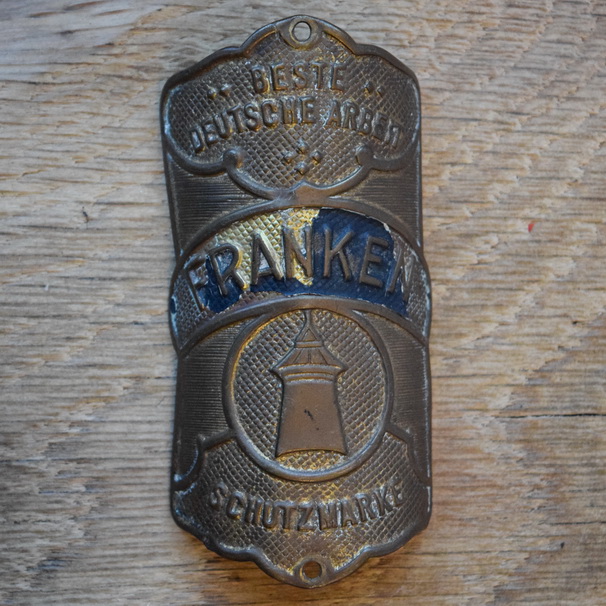 BESTE
DEUTSCHE ARBEIT
FRANKEN
SCHUTZMARKE